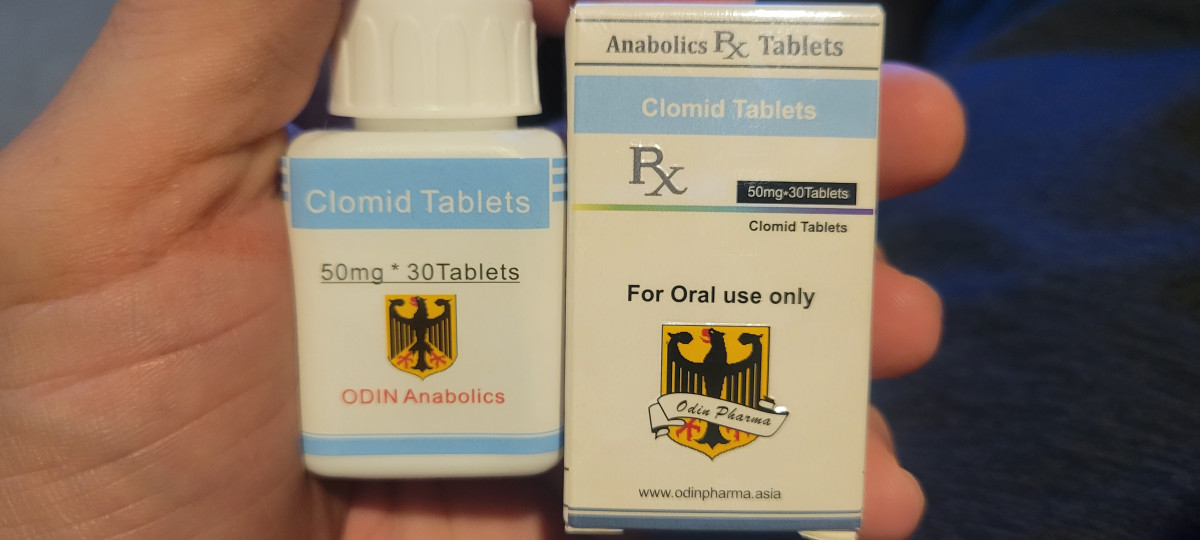 Clomid Tablets
50mg * 30Tablets
ODIN Anabolics
Anabolics Rx Tablets
Clomid Tablets
Rx
50mg*30Tablets
Clomid Tablets
For Oral use only
Odin Pharma
www.odinpharma.asia